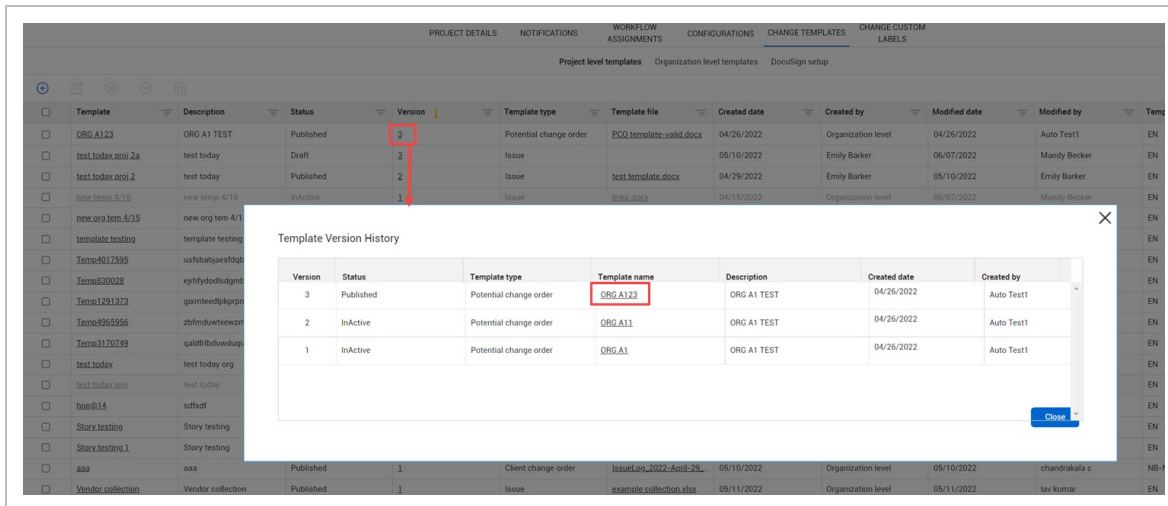 PROJECT DETAILS NOTIFICATIONS WORKFLOW ASSIGNMENTS CONFIGURATIONS CHANGE TEMPLATES CHANGE CUSTOM LABELS
Project level templates Organization level templates DocuSign setup
Template Description Status Version Template type Template file Created date Created by Modified date Modified by
ORG A123 ORG A1 TEST Published 3 Potential change order PCO template-valid.docx 04/26/2022 Organization level 04/26/2022 Auto Test1 EN
test today proj 2a test today Draft 3 Issue 05/10/2022 Emily Barker 06/07/2022 Mandy Becker EN
test today proj 2 test today Published 2 Issue test template.docx 04/29/2022 Emily Barker 05/10/2022 Emily Barker EN
new temp 4/15 new temp 4/15 InActive 1 Issue links.docx 04/15/2022 Organization level 06/07/2022 Mandy Becker EN
new org tem 4/15 new org tem 4/1 EN
template testing template testing EN
Template Version History
Temp4017595 EN
Temp830028 EN
Version Status Template type Template name Description Created date Created by
Temp1291373 EN
3 Published Potential change order ORG A123 ORG A1 TEST 04/26/2022 Auto Test1
Temp4965956 EN
2 InActive Potential change order ORG A11 ORG A1 TEST 04/26/2022 Auto Test1
Temp3170749 EN
1 InActive Potential change order ORG A1 ORG A1 TEST 04/26/2022 Auto Test1
test today test today org EN
test today proj test today EN
hop@14 sdfsdf EN
Close
Story testing Story testing EN
Story testing 1 Story testing EN
aaa aaa Published 1 Client change order IssueLog_2022-April-29_... 05/10/2022 Organization level 05/10/2022 chandrakala c
Vendor collection Vendor collection Published 1 Issue example collection.xlsx 05/11/2022 Organization level 05/11/2022 lav kumar EN